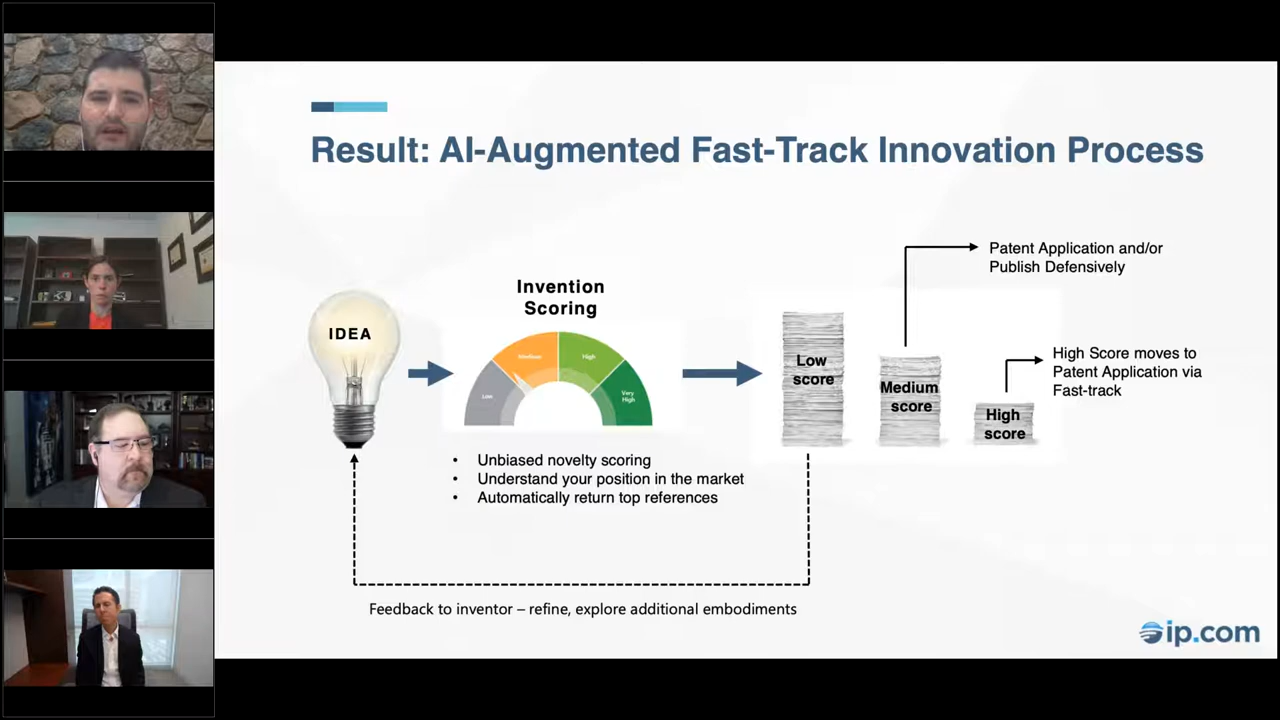 Result: AI-Augmented Fast-Track Innovation Process
Patent Application and/or
Publish Defensively
Invention
Scoring
IDEA
Medium
High
Low
Very
High
Low
score
Medium
score
High
score
High Score moves to
Patent Application via
Fast-track
• Unbiased novelty scoring
• Understand your position in the market
• Automatically return top references
Feedback to inventor – refine, explore additional embodiments
ip.com